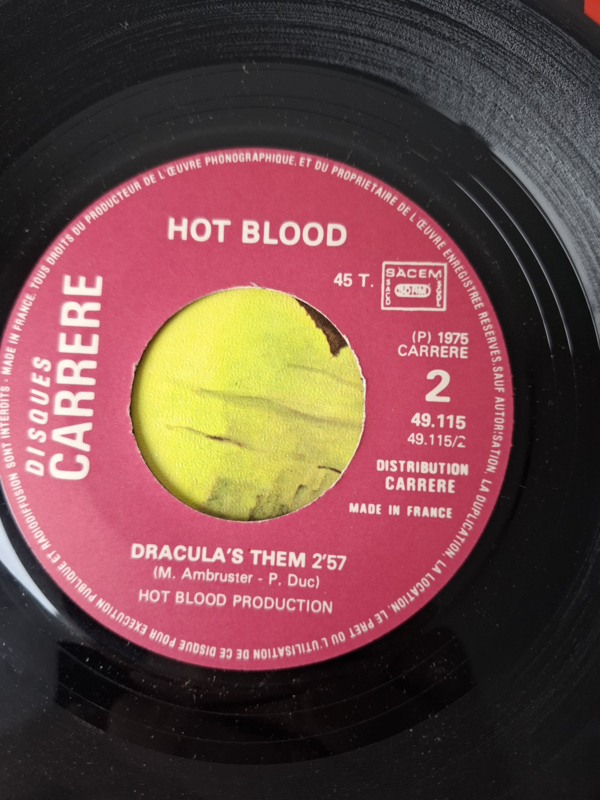 HOT BLOOD
45 T.
SACEM
SACD
SDRM
SGDL
(P) 1975
CARRERE
2
49.115
49.115/2
DISTRIBUTION
CARRERE
MADE IN FRANCE
DISQUES
CARRERE
DRACULA'S THEM 2'57
(M. Ambruster - P. Duc)
HOT BLOOD PRODUCTION
MADE IN FRANCE. TOUS DROITS DU PRODUCTEUR DE L'ŒUVRE PHONOGRAPHIQUE, ET DU PROPRIETAIRE DE L'ŒUVRE ENREGISTREE RESERVES. SAUF AUTORISATION, LA DUPLICATION, LA LOCATION, LE PRET OU L'UTILISATION DE CE DISQUE POUR EXECUTION PUBLIQUE ET RADIODIFFUSION SONT INTERDITS -